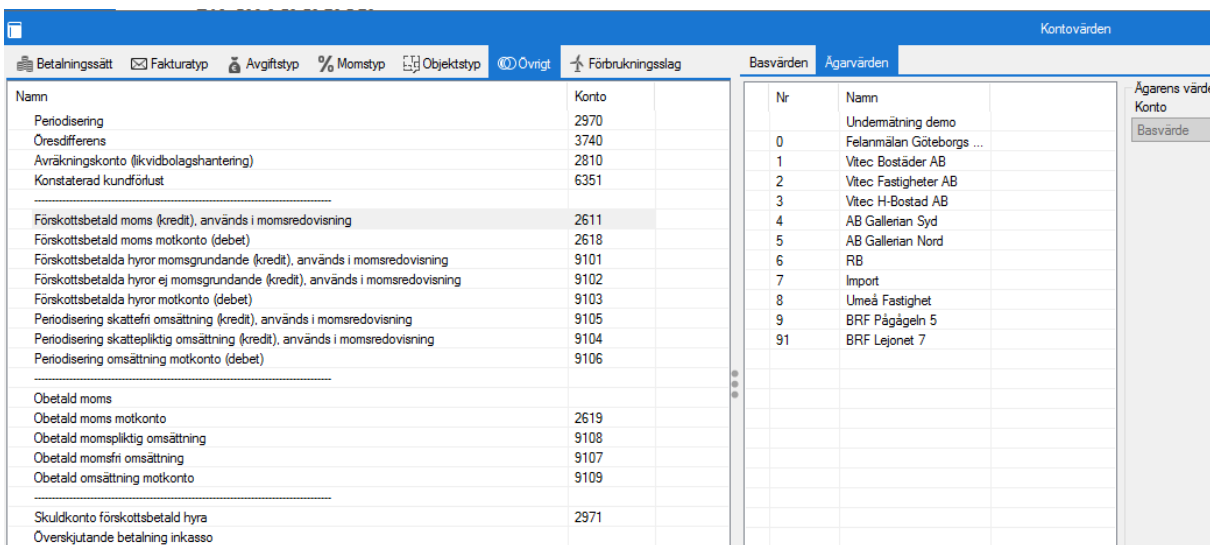 Kontovärden
Betalningssätt Fakturatyp Avgiftstyp Momstyp Objektstyp Övrigt Förbrukningsslag
Namn Konto
Periodisering 2970
Öresdifferens 3740
Avräkningskonto (likvidbolagshantering) 2810
Konstaterad kundförlust 6351
Förskottsbetald moms (kredit), används i momsredovisning 2611
Förskottsbetald moms motkonto (debet) 2618
Förskottsbetalda hyror momsgrundande (kredit), används i momsredovisning 9101
Förskottsbetalda hyror ej momsgrundande (kredit), används i momsredovisning 9102
Förskottsbetalda hyror motkonto (debet) 9103
Periodisering skattefri omsättning (kredit), används i momsredovisning 9105
Periodisering skattepliktig omsättning (kredit), används i momsredovisning 9104
Periodisering omsättning motkonto (debet) 9106
Obetald moms
Obetald moms motkonto 2619
Obetald momspliktig omsättning 9108
Obetald momsfri omsättning 9107
Obetald omsättning motkonto 9109
Skuldkonto förskottsbetald hyra 2971
Överskjutande betalning inkasso
Basvärden Ägarvärden
Nr Namn
Undermätning demo
0 Felanmälan Göteborgs ...
1 Vitec Bostäder AB
2 Vitec Fastigheter AB
3 Vitec H-Bostad AB
4 AB Gallerian Syd
5 AB Gallerian Nord
6 RB
7 Import
8 Umeå Fastighet
9 BRF Pågågeln 5
91 BRF Lejonet 7
Ägarens värde
Konto
Basvärde